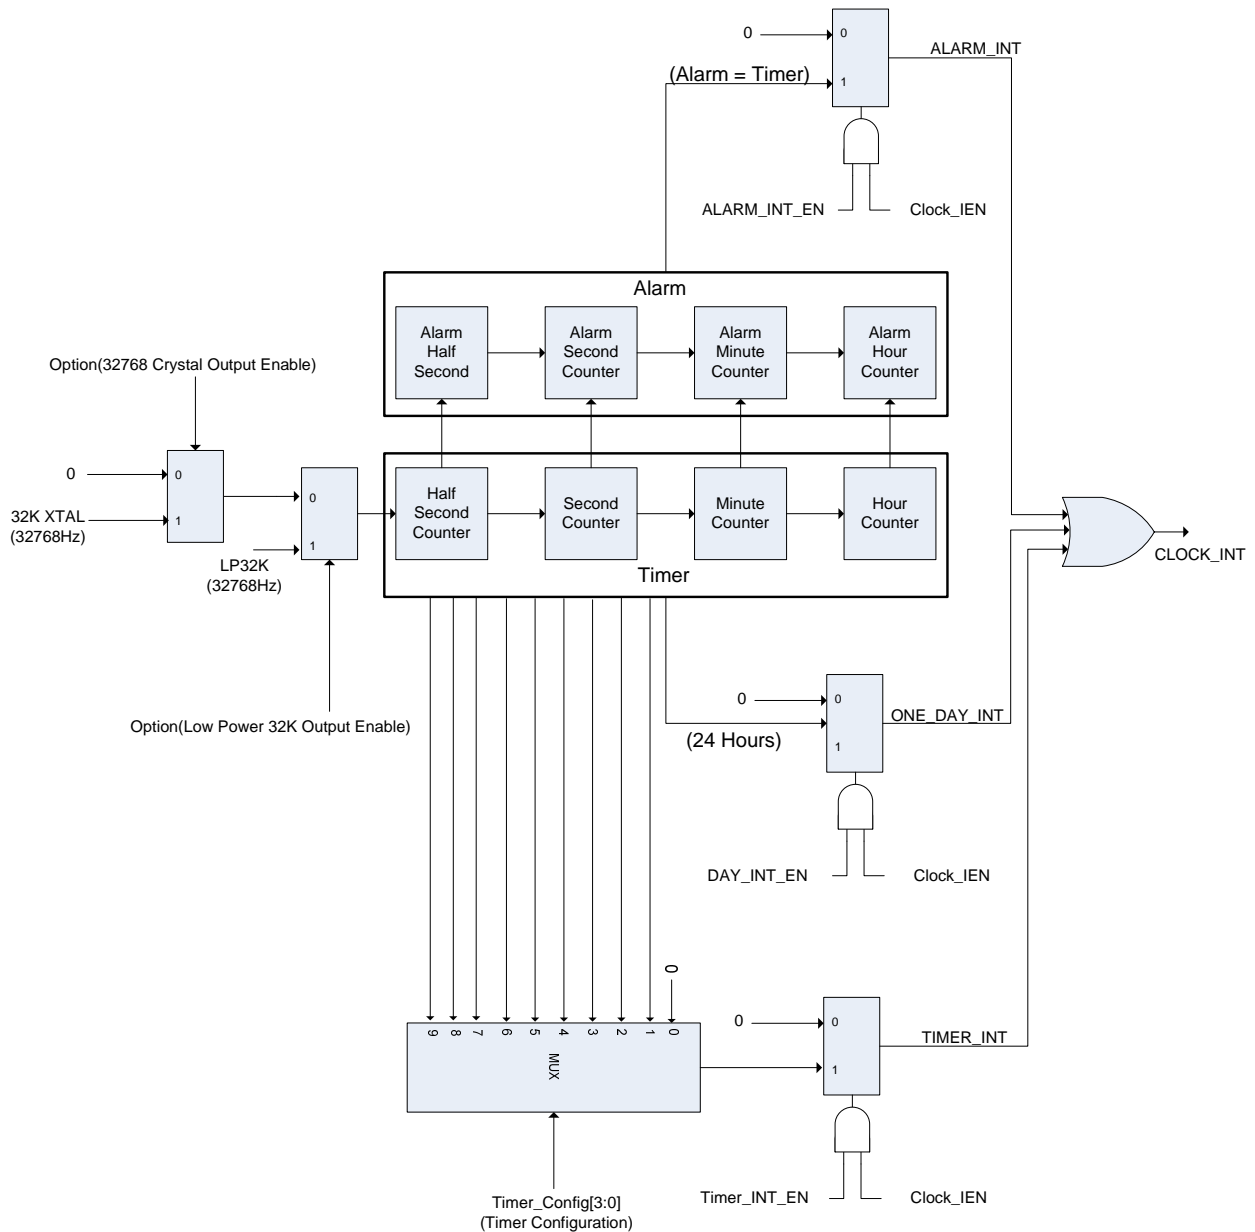 0
0
ALARM_INT
(Alarm = Timer)
1
ALARM_INT_EN
Clock_IEN
Alarm
Alarm
Half
Second
Alarm
Second
Counter
Alarm
Minute
Counter
Alarm
Hour
Counter
Option(32768 Crystal Output Enable)
0
0
32K XTAL
(32768Hz)
1
0
1
LP32K
(32768Hz)
Half
Second
Counter
Second
Counter
Minute
Counter
Hour
Counter
Timer
CLOCK_INT
Option(Low Power 32K Output Enable)
0
0
(24 Hours)
1
ONE_DAY_INT
DAY_INT_EN
Clock_IEN
0
9 8 7 6 5 4 3 2 1 0
MUX
0
0
1
TIMER_INT
Timer_Config[3:0]
(Timer Configuration)
Timer_INT_EN
Clock_IEN